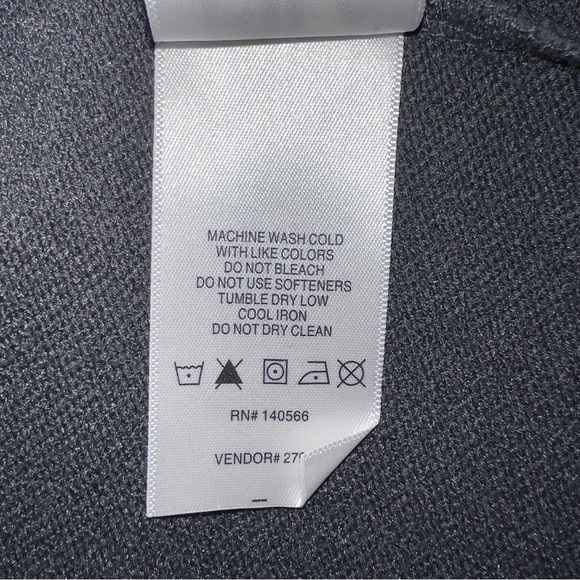 MACHINE WASH COLD
WITH LIKE COLORS
DO NOT BLEACH
DO NOT USE SOFTENERS
TUMBLE DRY LOW
COOL IRON
DO NOT DRY CLEAN
RN# 140566
VENDOR#